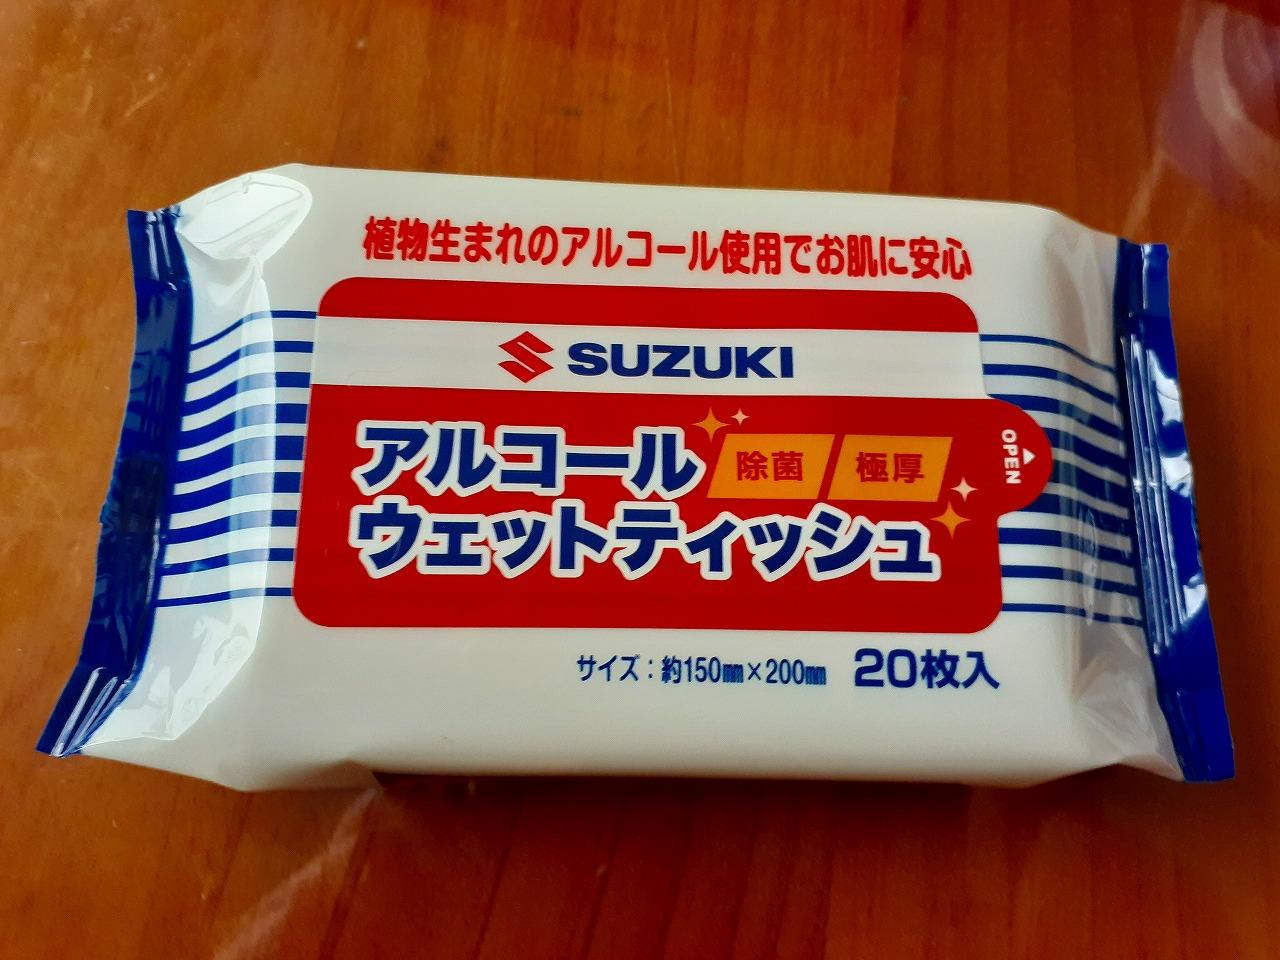 植物生まれのアルコール使用でお肌に安心
SUZUKI
アルコール
除菌 極厚
ウェットティッシュ
OPEN
サイズ：約150㎜×200㎜ 20枚入